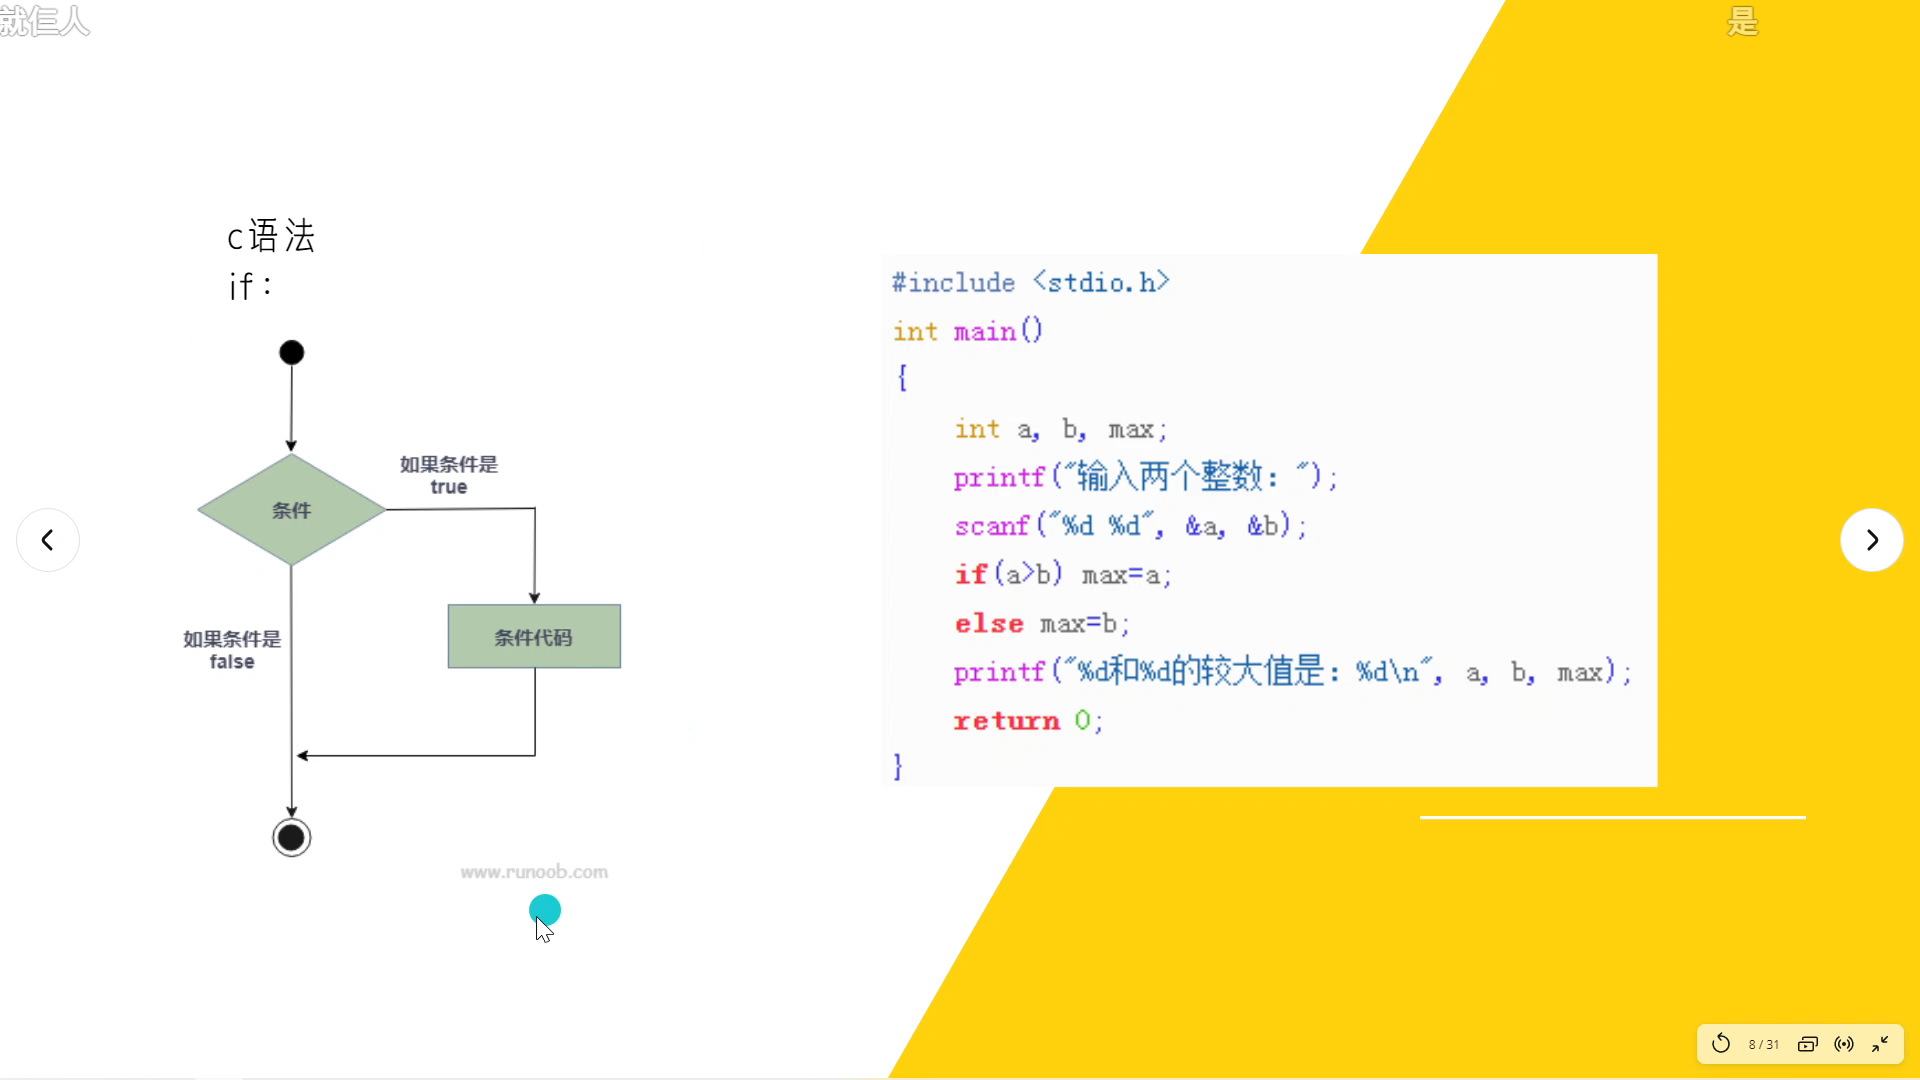 就仨人
是
c语法
if：
条件
如果条件是
true
如果条件是
false
条件代码
www.runoob.com
#include <stdio.h>
int main()
{
int a, b, max;
printf("输入两个整数: ");
scanf("%d %d", &a, &b);
if(a>b) max=a;
else max=b;
printf("%d和%d的较大值是: %d\n", a, b, max);
return 0;
}
8 / 31